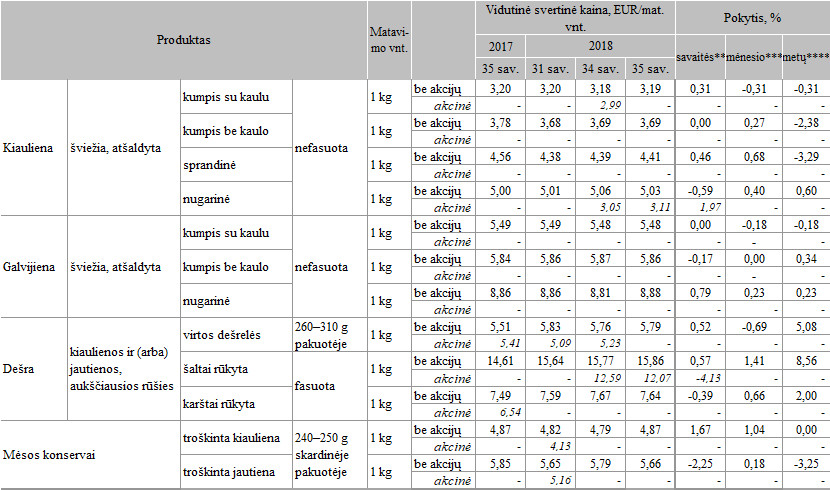 Produktas Matavi-mo vnt. Vidutinė svertinė kaina, EUR/mat. vnt. Pokytis, %
2017 2018 savaitės** mėnesio*** metų****
35 sav. 31 sav. 34 sav. 35 sav.
Kiauliena šviežia, atšaldyta kumpis su kaulu nefasuota 1 kg be akcijų 3,20 3,20 3,18 3,19 0,31 -0,31 -0,31
akcinė - - 2,99 - - - -
kumpis be kaulo 1 kg be akcijų 3,78 3,68 3,69 3,69 0,00 0,27 -2,38
akcinė - - - - - - -
sprandinė 1 kg be akcijų 4,56 4,38 4,39 4,41 0,46 0,68 -3,29
akcinė - - - - - - -
nugarinė 1 kg be akcijų 5,00 5,01 5,06 5,03 -0,59 0,40 0,60
akcinė - - 3,05 3,11 1,97 - -
Galvijiena šviežia, atšaldyta kumpis su kaulu nefasuota 1 kg be akcijų 5,49 5,49 5,48 5,48 0,00 -0,18 -0,18
akcinė - - - - - - -
kumpis be kaulo 1 kg be akcijų 5,84 5,86 5,87 5,86 -0,17 0,00 0,34
akcinė - - - - - - -
nugarinė 1 kg be akcijų 8,86 8,86 8,81 8,88 0,79 0,23 0,23
akcinė - - - - - - -
Dešra kiaulienos ir (arba) jautienos, aukščiausios rūšies virtos dešrelės 260–310 g pakuotėje 1 kg be akcijų 5,51 5,83 5,76 5,79 0,52 -0,69 5,08
akcinė 5,41 5,09 5,23 - - - -
šaltai rūkyta fasuota 1 kg be akcijų 14,61 15,64 15,77 15,86 0,57 1,41 8,56
akcinė - - 12,59 12,07 -4,13 - -
karštai rūkyta 1 kg be akcijų 7,49 7,59 7,67 7,64 -0,39 0,66 2,00
akcinė 6,54 - - - - - -
Mėsos konservai troškinta kiauliena 240–250 g skardinėje pakuotėje 1 kg be akcijų 4,87 4,82 4,79 4,87 1,67 1,04 0,00
akcinė - 4,13 - - - - -
troškinta jautiena 1 kg be akcijų 5,85 5,65 5,79 5,66 -2,25 0,18 -3,25
akcinė - 5,16 - - - - -